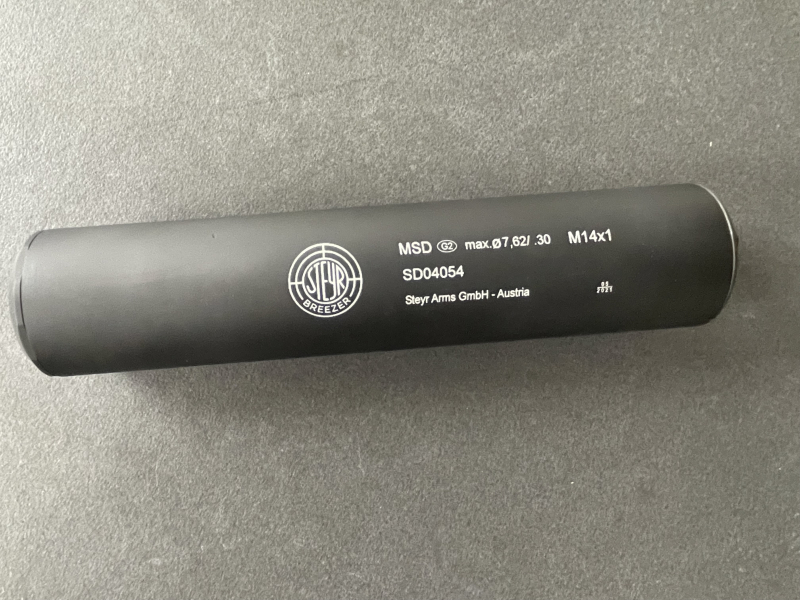 STEYR
BREEZER
MSD G2 max.ø7,62/ .30 M14x1
SD04054
Steyr Arms GmbH - Austria